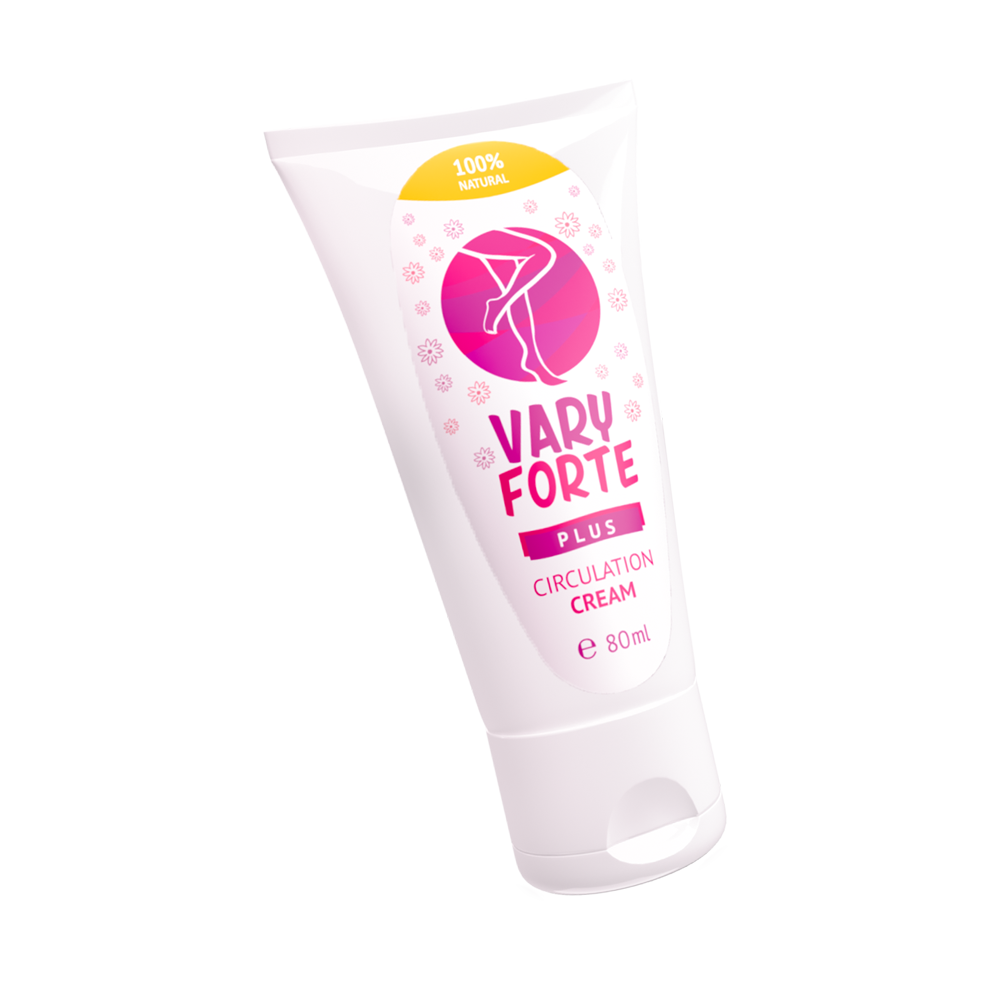 100%
NATURAL
VARY
FORTE
PLUS
CIRCULATION
CREAM
℮ 80ml